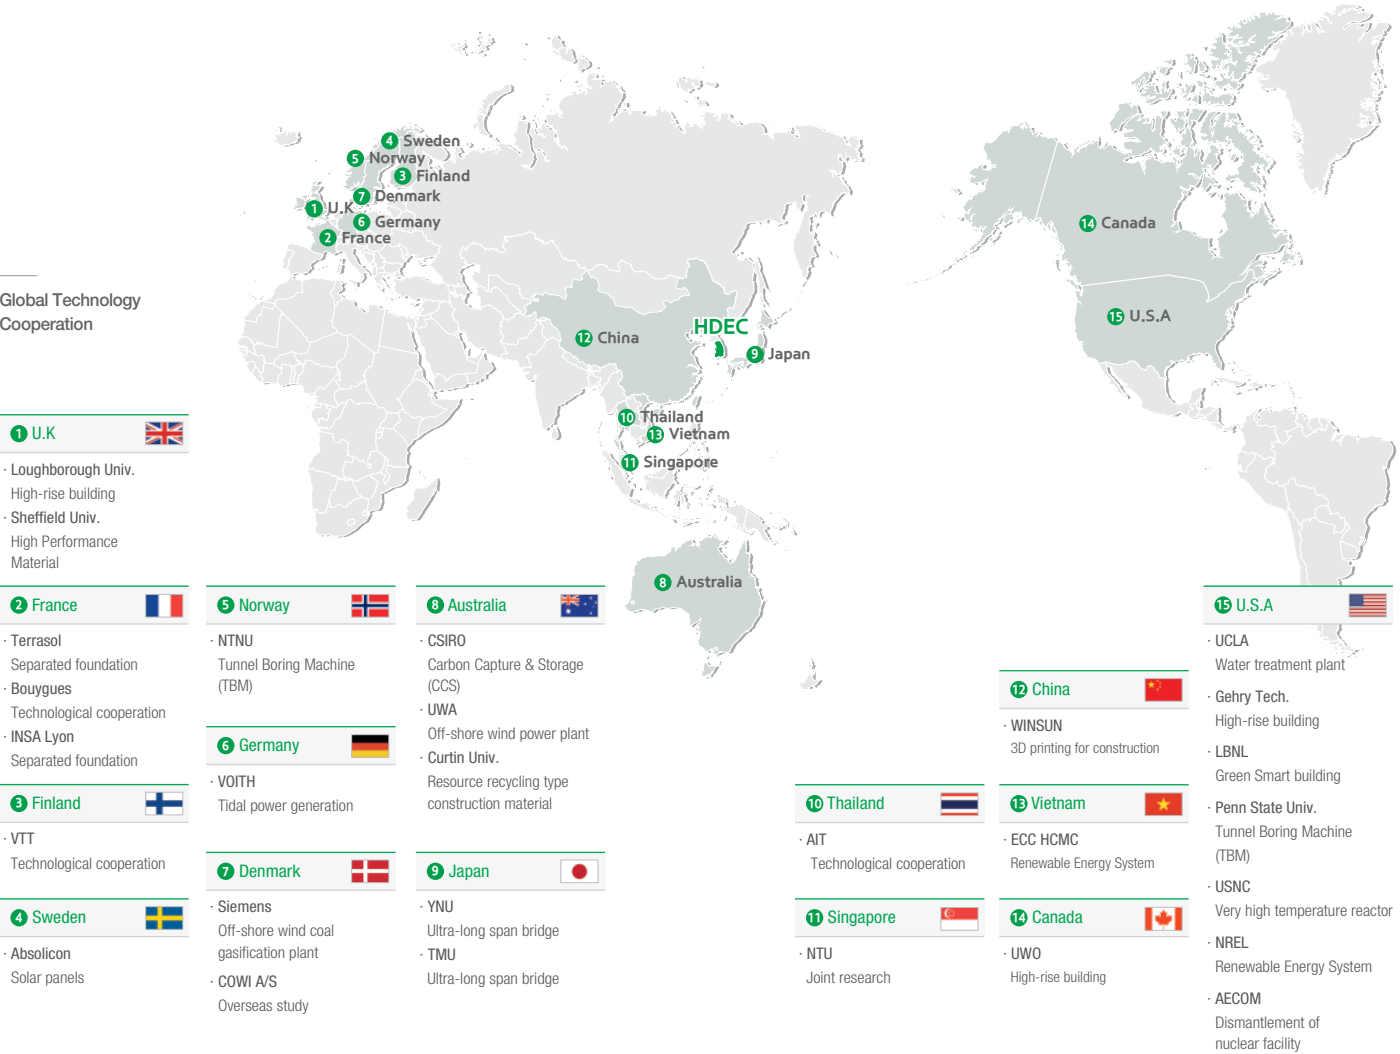 4 Sweden
5 Norway
3 Finland
7 Denmark
1 U.K
6 Germany
2 France
14 Canada
Global Technology
Cooperation
15 U.S.A
HDEC
12 China
9 Japan
10 Thailand
13 Vietnam
11 Singapore
8 Australia
1 U.K
· Loughborough Univ.
High-rise building
· Sheffield Univ.
High Performance
Material
2 France
· Terrasol
Separated foundation
· Bouygues
Technological cooperation
· INSA Lyon
Separated foundation
3 Finland
· VTT
Technological cooperation
4 Sweden
· Absolicon
Solar panels
5 Norway
· NTNU
Tunnel Boring Machine
(TBM)
6 Germany
· VOITH
Tidal power generation
7 Denmark
· Siemens
Off-shore wind coal
gasification plant
· COWI A/S
Overseas study
8 Australia
· CSIRO
Carbon Capture & Storage
(CCS)
· UWA
Off-shore wind power plant
· Curtin Univ.
Resource recycling type
construction material
9 Japan
· YNU
Ultra-long span bridge
· TMU
Ultra-long span bridge
10 Thailand
· AIT
Technological cooperation
11 Singapore
· NTU
Joint research
12 China
· WINSUN
3D printing for construction
13 Vietnam
· ECC HCMC
Renewable Energy System
14 Canada
· UWO
High-rise building
15 U.S.A
· UCLA
Water treatment plant
· Gehry Tech.
High-rise building
· LBNL
Green Smart building
· Penn State Univ.
Tunnel Boring Machine
(TBM)
· USNC
Very high temperature reactor
· NREL
Renewable Energy System
· AECOM
Dismantlement of
nuclear facility